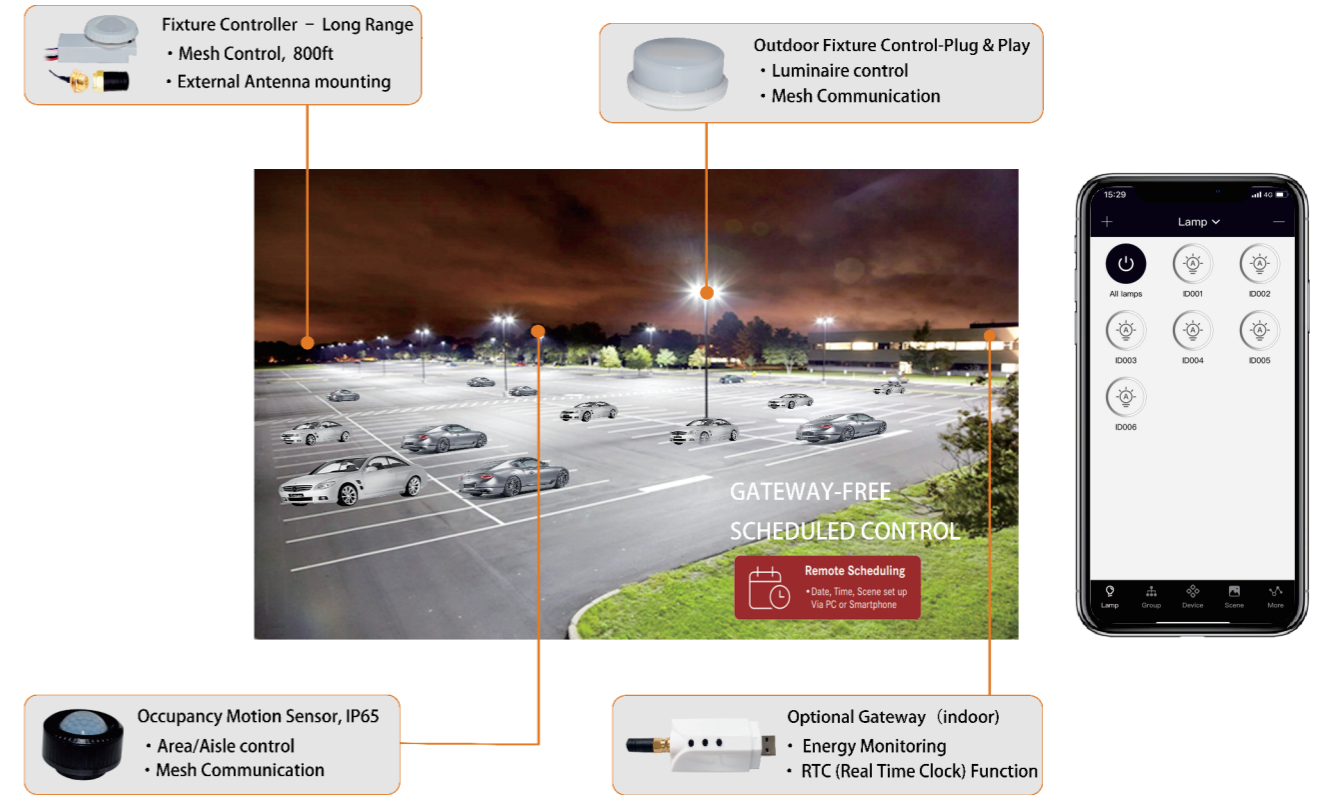 Fixture Controller – Long Range
・Mesh Control, 800ft
・External Antenna mounting
Outdoor Fixture Control-Plug & Play
・Luminaire control
・Mesh Communication
GATEWAY-FREE
SCHEDULED CONTROL
Remote Scheduling
•Date, Time, Scene set up
Via PC or Smartphone
15:29
4G
+ Lamp —
All lamps
ID001
ID002
ID003
ID004
ID005
ID006
Lamp
Group
Device
Scene
More
Occupancy Motion Sensor, IP65
・Area/Aisle control
・Mesh Communication
Optional Gateway（indoor)
・ Energy Monitoring
・ RTC (Real Time Clock) Function